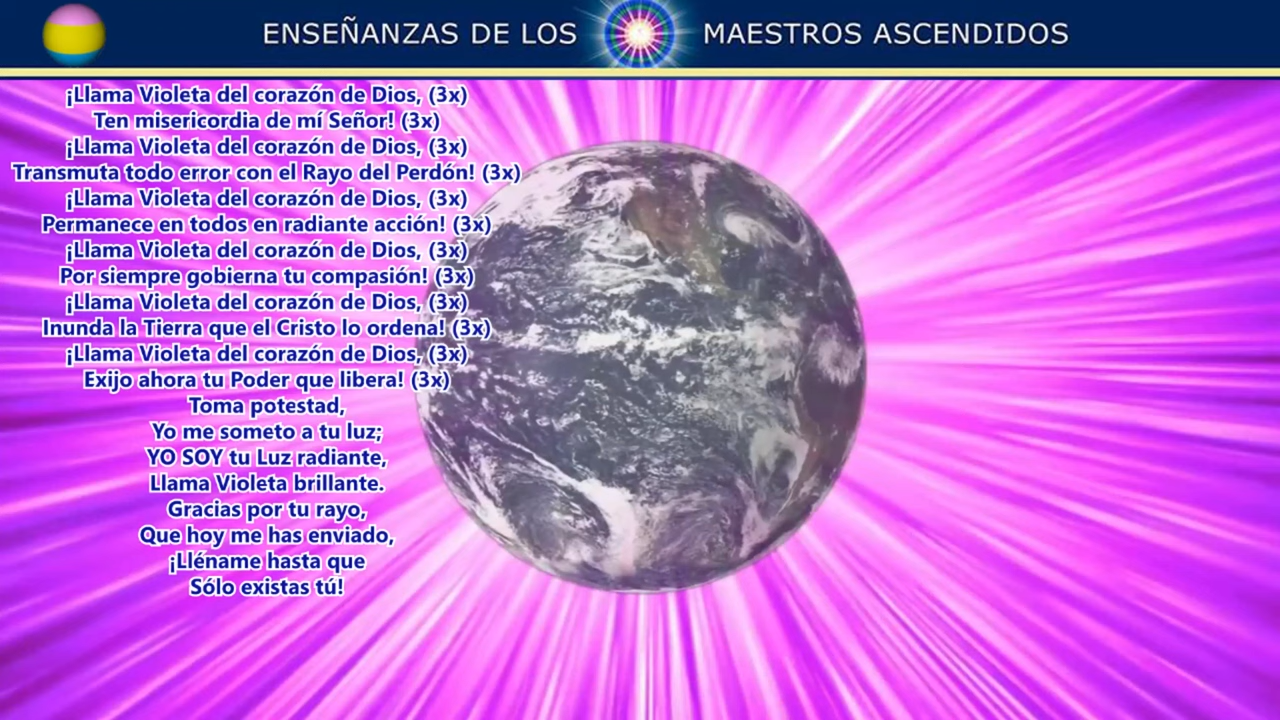 ENSEÑANZAS DE LOS MAESTROS ASCENDIDOS
¡Llama Violeta del corazón de Dios, (3x)
Ten misericordia de mí Señor! (3x)
¡Llama Violeta del corazón de Dios, (3x)
Transmuta todo error con el Rayo del Perdón! (3x)
¡Llama Violeta del corazón de Dios, (3x)
Permanece en todos en radiante acción! (3x)
¡Llama Violeta del corazón de Dios, (3x)
Por siempre gobierna tu compasión! (3x)
¡Llama Violeta del corazón de Dios, (3x)
Inunda la Tierra que el Cristo lo ordena! (3x)
¡Llama Violeta del corazón de Dios, (3x)
Exijo ahora tu Poder que libera! (3x)
Toma potestad,
Yo me someto a tu luz;
YO SOY tu Luz radiante,
Llama Violeta brillante.
Gracias por tu rayo,
Que hoy me has enviado,
¡Lléname hasta que
Sólo existas tú!